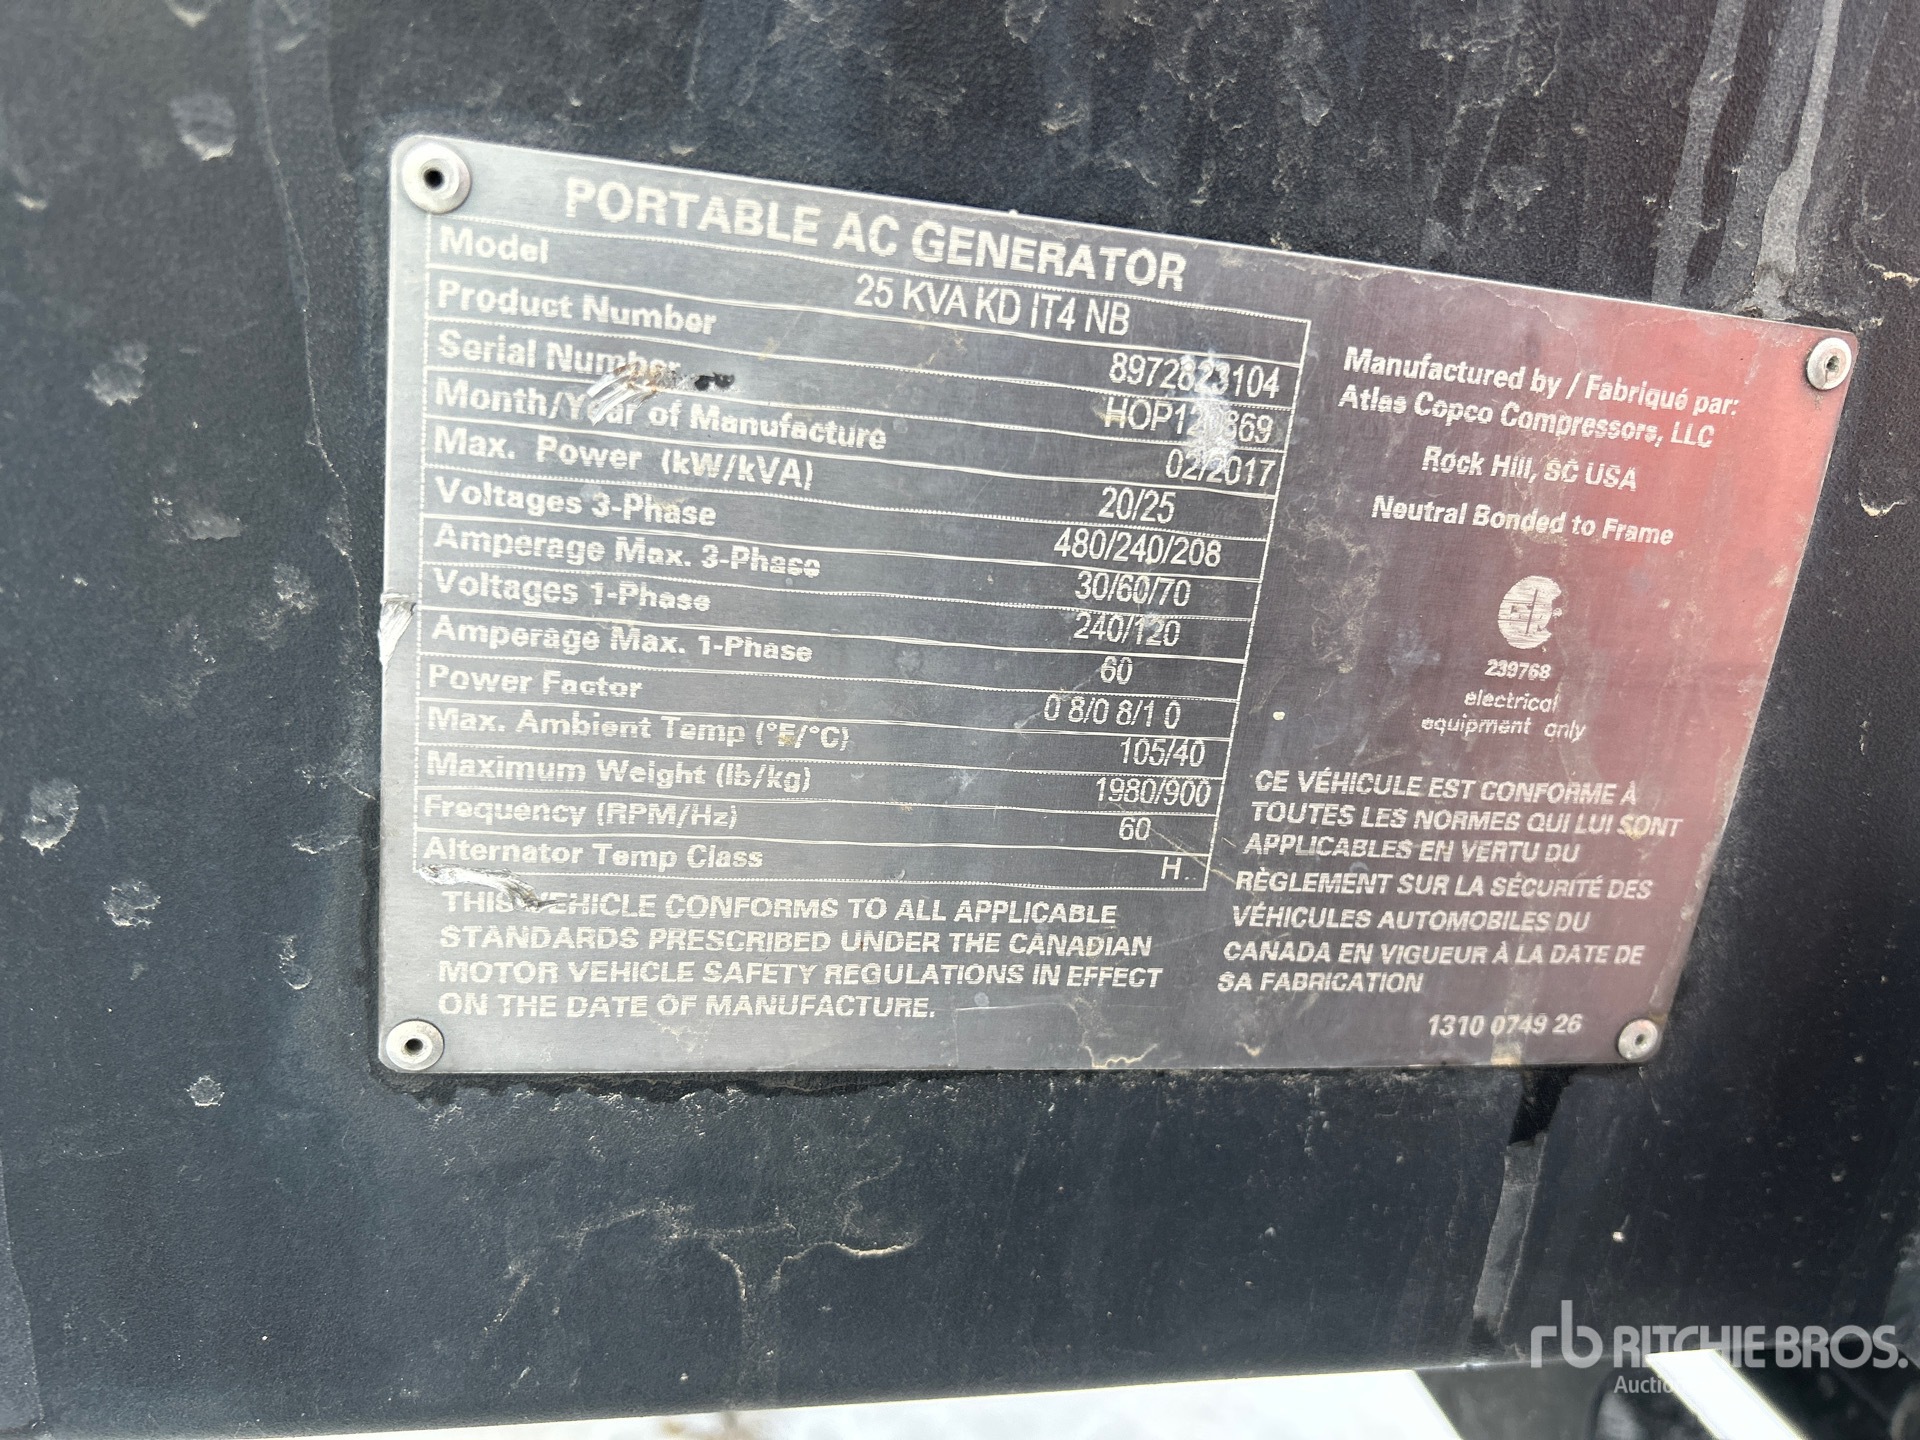 PORTABLE AC GENERATOR
Model 25 KVA KD IT4 NB
Product Number 8972823104
Serial Number
Month/Year of Manufacture 02/2017
Max. Power (kW/kVA) 20/25
Voltages 3-Phase 480/240/208
Amperage Max. 3-Phase 30/60/70
Voltages 1-Phase 240/120
Amperage Max. 1-Phase 60
Power Factor 0 8/0 8/1 0
Max. Ambient Temp (°F/°C) 105/40
Maximum Weight (lb/kg) 1980/900
Frequency (RPM/Hz) 60
Alternator Temp Class H
THIS VEHICLE CONFORMS TO ALL APPLICABLE
STANDARDS PRESCRIBED UNDER THE CANADIAN
MOTOR VEHICLE SAFETY REGULATIONS IN EFFECT
ON THE DATE OF MANUFACTURE.
Manufactured by / Fabriqué par:
Atlas Copco Compressors, LLC
Rock Hill, SC USA
Neutral Bonded to Frame
239768
electrical
equipment only
CE VÉHICULE EST CONFORME À
TOUTES LES NORMES QUI LUI SONT
APPLICABLES EN VERTU DU
RÈGLEMENT SUR LA SÉCURITÉ DES
VÉHICULES AUTOMOBILES DU
CANADA EN VIGUEUR À LA DATE DE
SA FABRICATION
1310 0749 26
rb RITCHIE BROS.